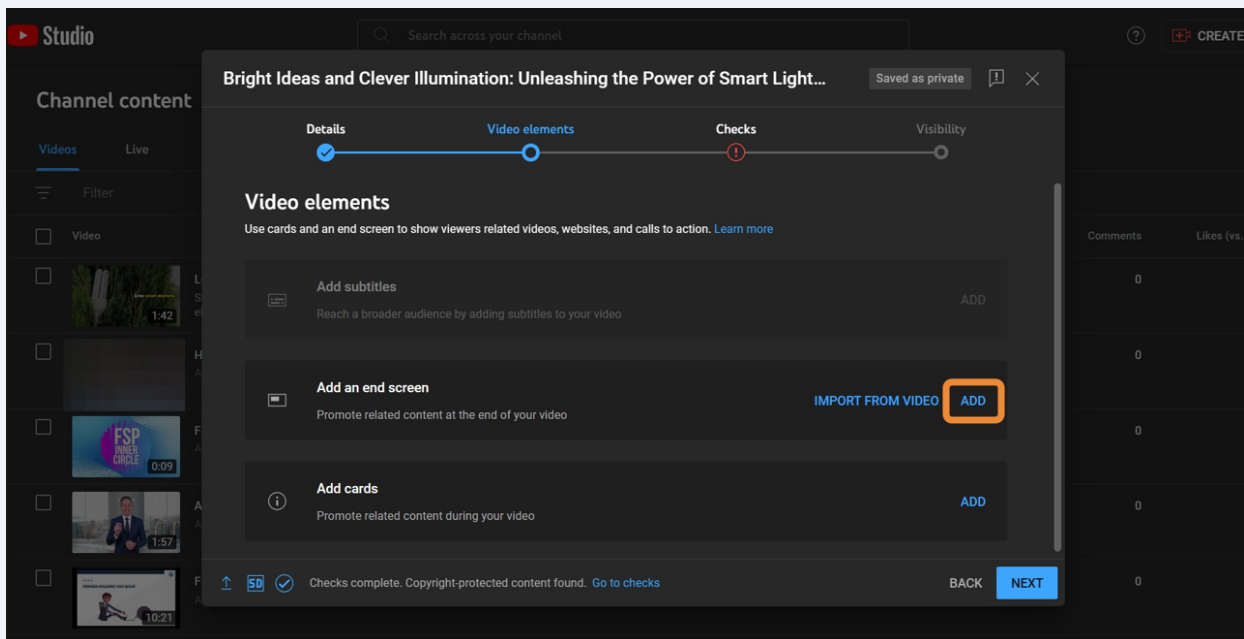 Studio
Search across your channel
CREATE
Channel content
Videos
Live
Filter
Video
Comments
Likes (vs.
1:42
0
0
FSP
INNER
CIRCLE
0:09
0
1:57
0
10:21
0
Bright Ideas and Clever Illumination: Unleashing the Power of Smart Light...
Saved as private
Details
Video elements
Checks
Visibility
Video elements
Use cards and an end screen to show viewers related videos, websites, and calls to action. Learn more
Add subtitles
Reach a broader audience by adding subtitles to your video
ADD
Add an end screen
Promote related content at the end of your video
IMPORT FROM VIDEO
ADD
Add cards
Promote related content during your video
ADD
SD
Checks complete. Copyright-protected content found. Go to checks
BACK
NEXT